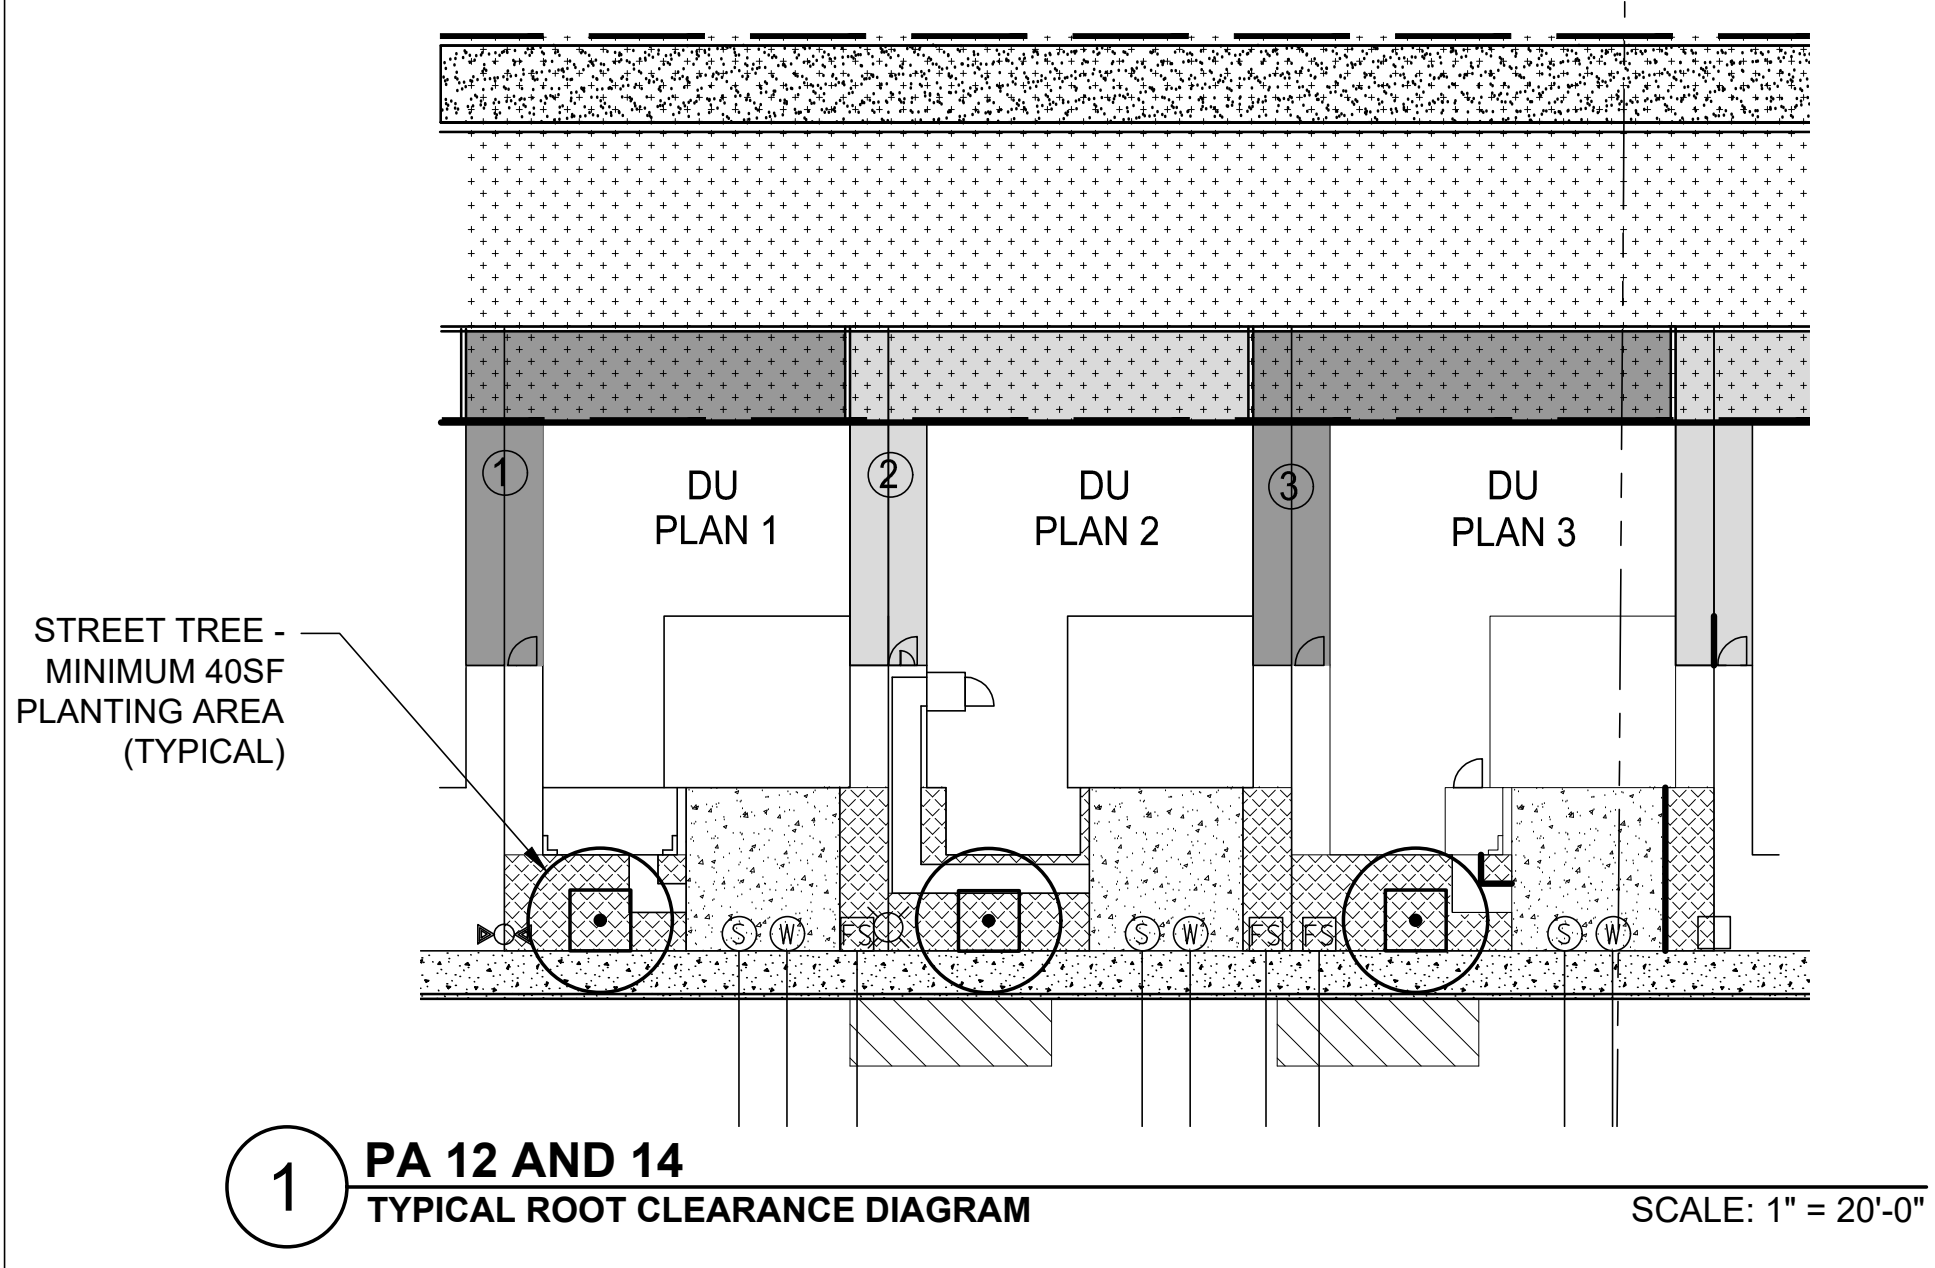 1
2
3
DU
PLAN 1
DU
PLAN 2
DU
PLAN 3
STREET TREE -
MINIMUM 40SF
PLANTING AREA
(TYPICAL)
S W FS S W FS FS S W
1
PA 12 AND 14
TYPICAL ROOT CLEARANCE DIAGRAM
SCALE: 1" = 20'-0"